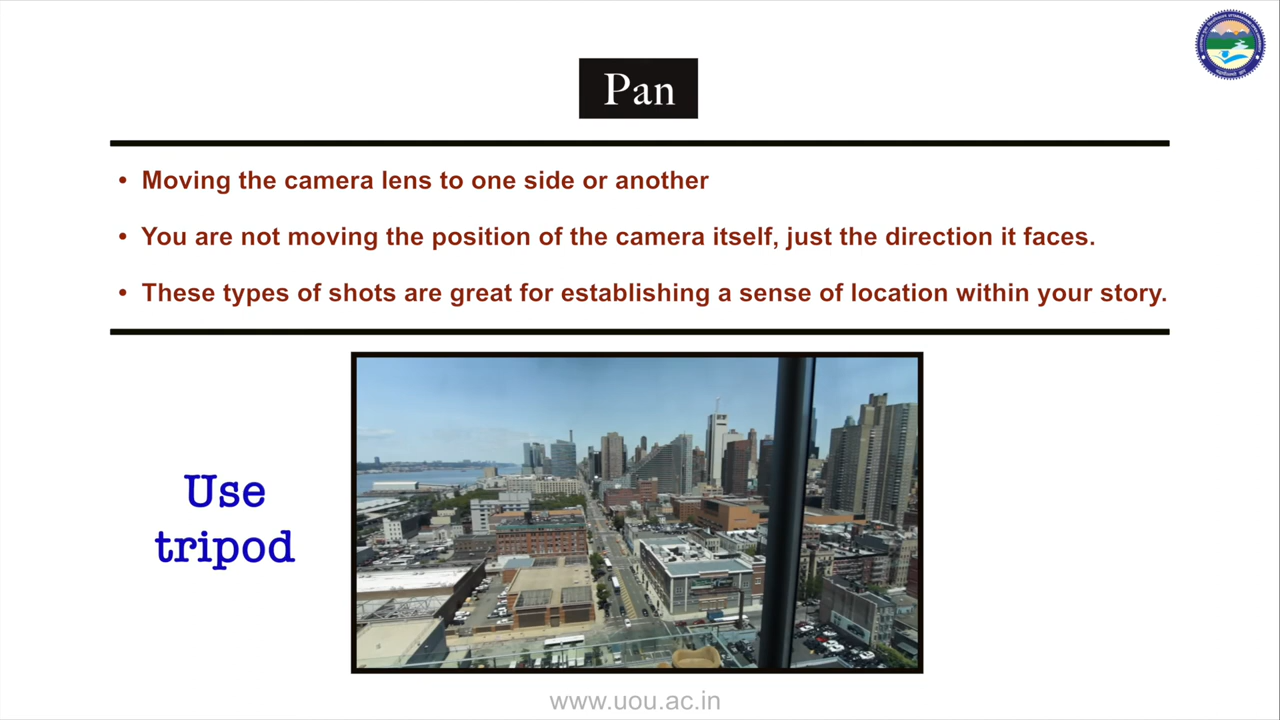 Pan
• Moving the camera lens to one side or another
• You are not moving the position of the camera itself, just the direction it faces.
• These types of shots are great for establishing a sense of location within your story.
Use
tripod
www.uou.ac.in